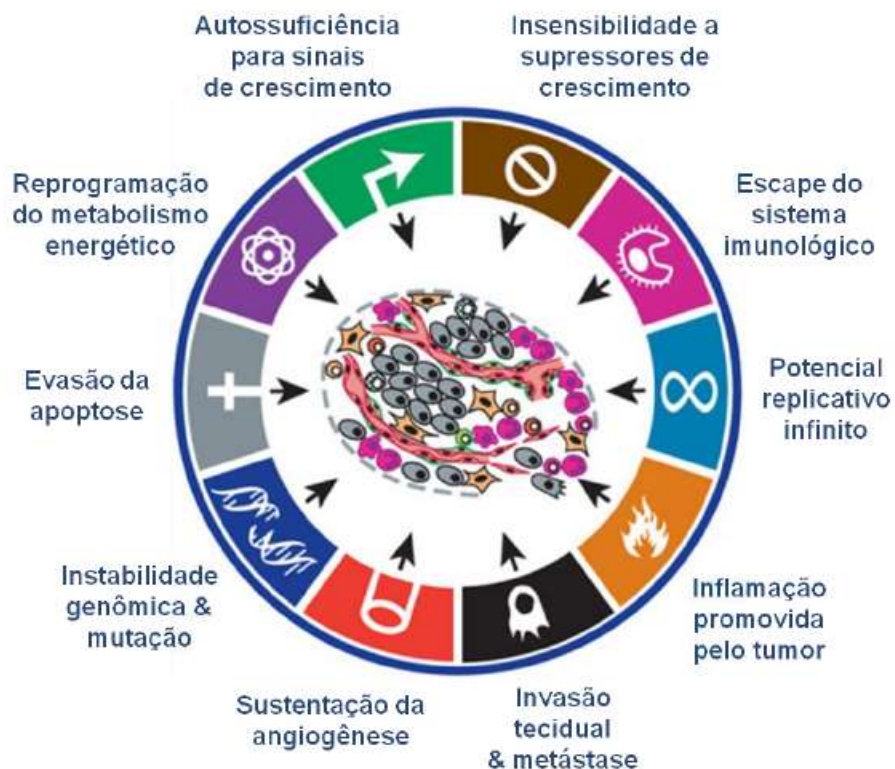 Autossuficiência
para sinais
de crescimento
Insensibilidade a
supressores de
crescimento
Reprogramação
do metabolismo
energético
Escape do
sistema
imunológico
Evasão da
apoptose
Potencial
replicativo
infinito
Instabilidade
genômica &
mutação
Inflamação
promovida
pelo tumor
Sustentação da
angiogênese
Invasão
tecidual
& metástase